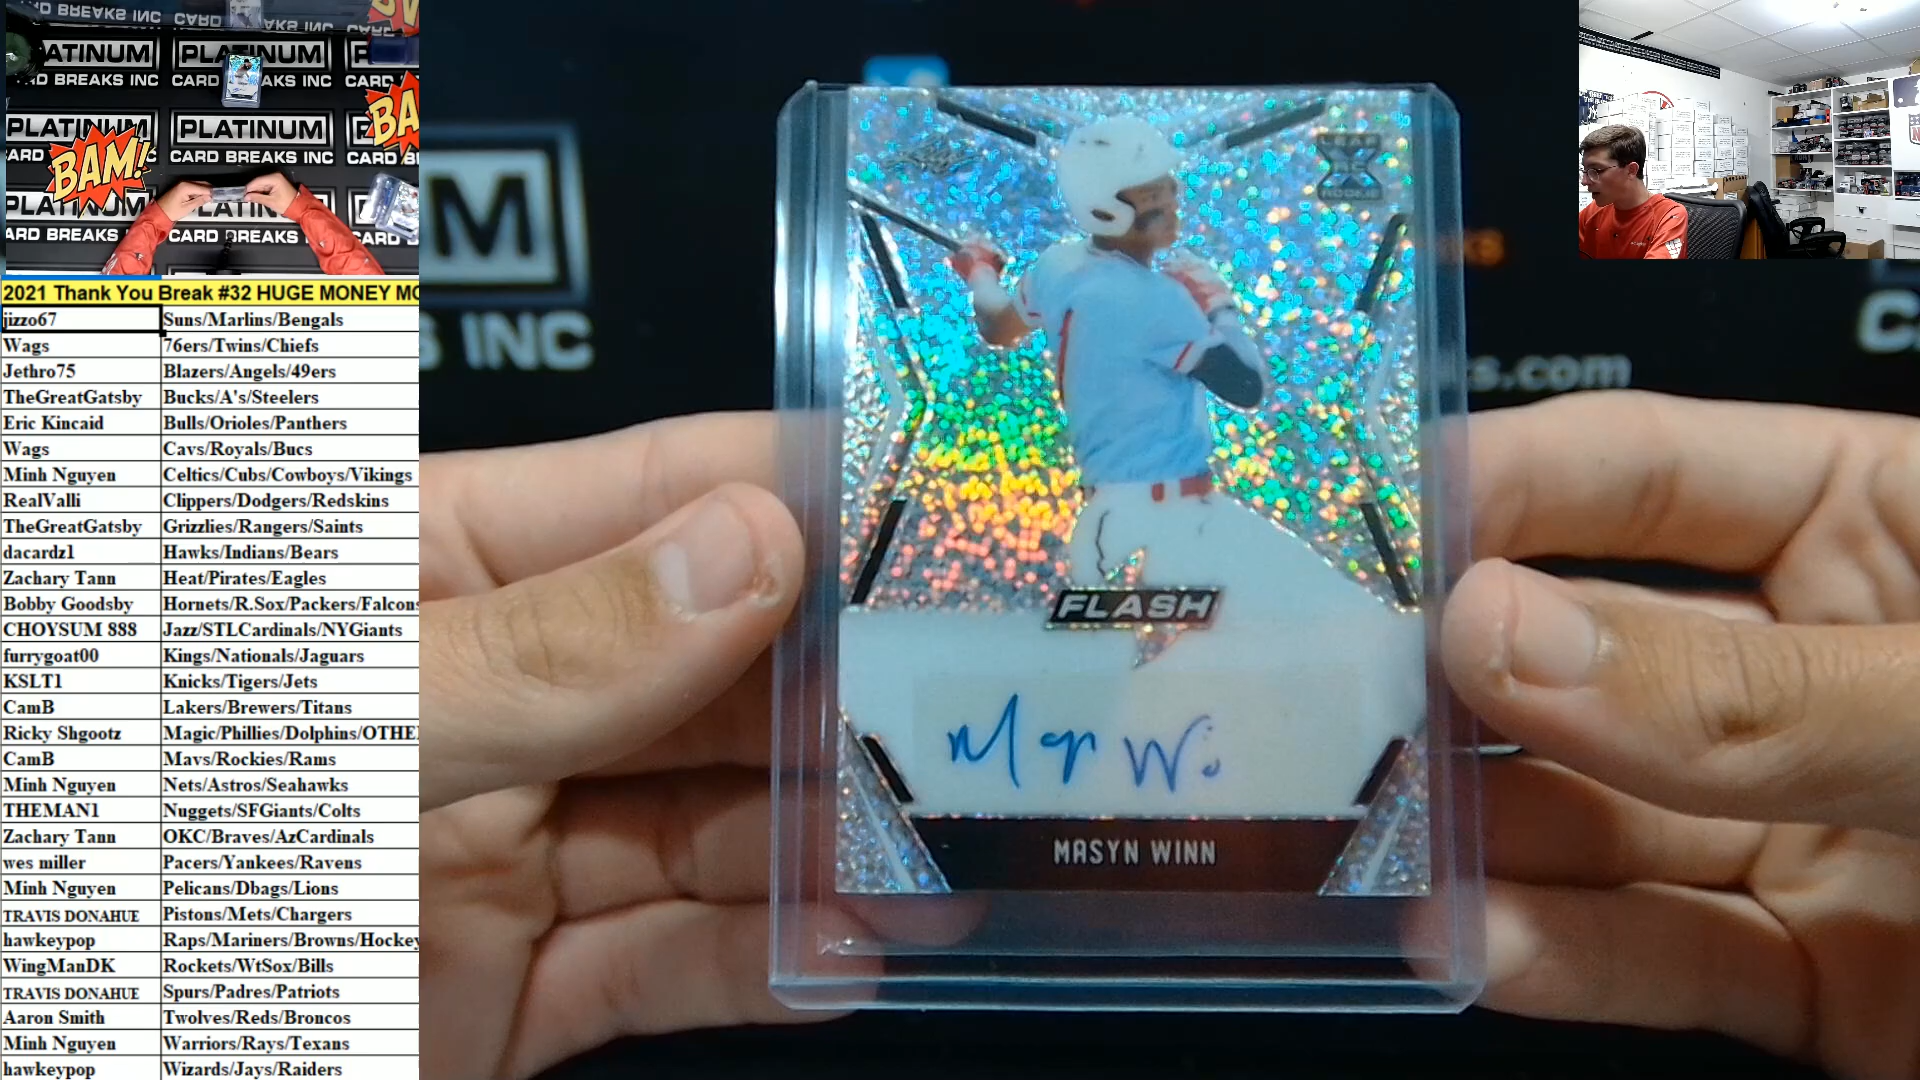 PLATINUM
CARD BREAKS INC
BAM!
2021 Thank You Break #32 HUGE MONEY
jizzo67 Suns/Marlins/Bengals
Wags 76ers/Twins/Chiefs
Jethro75 Blazers/Angels/49ers
TheGreatGatsby Bucks/A's/Steelers
Eric Kincaid Bulls/Orioles/Panthers
Wags Cavs/Royals/Bucs
Minh Nguyen Celtics/Cubs/Cowboys/Vikings
RealValli Clippers/Dodgers/Redskins
TheGreatGatsby Grizzlies/Rangers/Saints
dacardz1 Hawks/Indians/Bears
Zachary Tann Heat/Pirates/Eagles
Bobby Goodsby Hornets/R.Sox/Packers/Falcons
CHOYSUM 888 Jazz/STLCardinals/NYGiants
furrygoat00 Kings/Nationals/Jaguars
KSLT1 Knicks/Tigers/Jets
CamB Lakers/Brewers/Titans
Ricky Shgootz Magic/Phillies/Dolphins/OTHE
CamB Mavs/Rockies/Rams
Minh Nguyen Nets/Astros/Seahawks
THEMAN1 Nuggets/SFGiants/Colts
Zachary Tann OKC/Braves/AzCardinals
wes miller Pacers/Yankees/Ravens
Minh Nguyen Pelicans/Dbags/Lions
TRAVIS DONAHUE Pistons/Mets/Chargers
hawkeypop Raps/Mariners/Browns/Hockey
WingManDK Rockets/WtSox/Bills
TRAVIS DONAHUE Spurs/Padres/Patriots
Aaron Smith Twolves/Reds/Broncos
Minh Nguyen Warriors/Rays/Texans
hawkeypop Wizards/Jays/Raiders
M
S INC
s.com
ROOKIE
FLASH
MASYN WINN